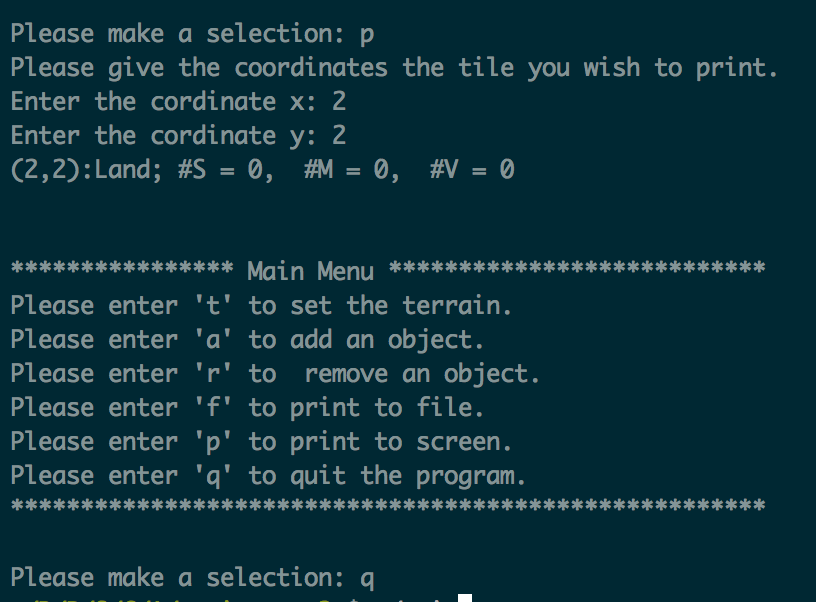 Please make a selection: p
Please give the coordinates the tile you wish to print.
Enter the cordinate x: 2
Enter the cordinate y: 2
(2,2):Land; #S = 0,  #M = 0,  #V = 0
**************** Main Menu ***************************
Please enter 't' to set the terrain.
Please enter 'a' to add an object.
Please enter 'r' to  remove an object.
Please enter 'f' to print to file.
Please enter 'p' to print to screen.
Please enter 'q' to quit the program.
******************************************************
Please make a selection: q